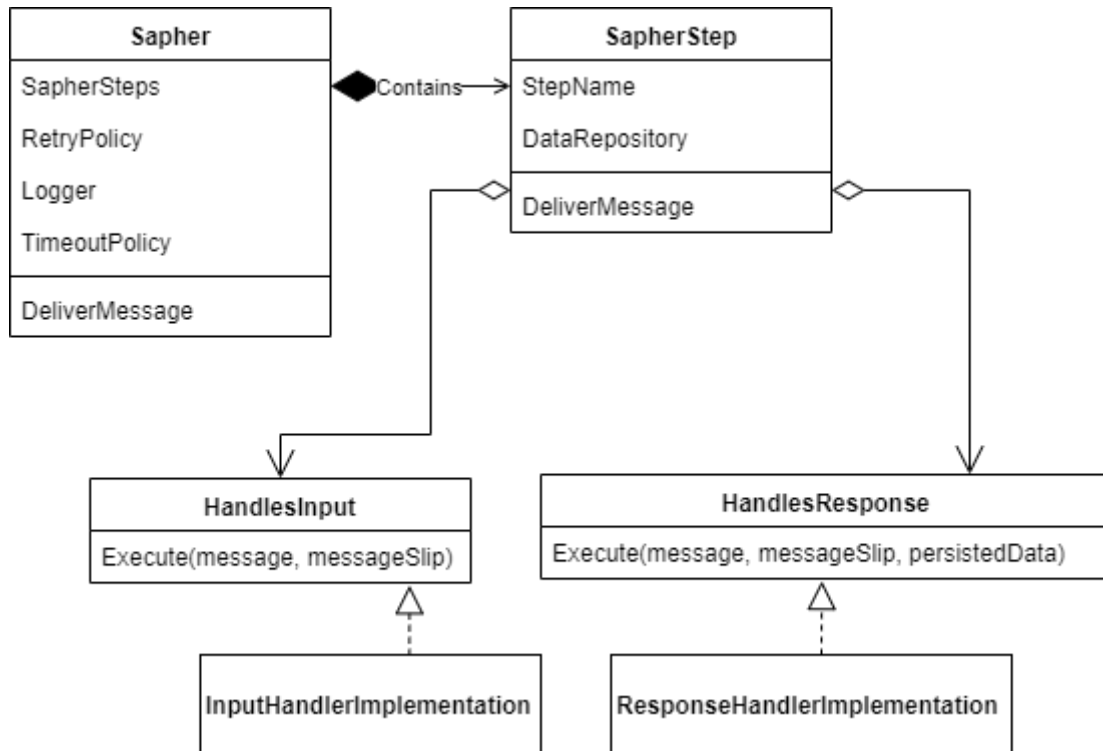 Sapher
SapherSteps
RetryPolicy
Logger
TimeoutPolicy
DeliverMessage
Contains
SapherStep
StepName
DataRepository
DeliverMessage
HandlesInput
Execute(message, messageSlip)
HandlesResponse
Execute(message, messageSlip, persistedData)
InputHandlerImplementation
ResponseHandlerImplementation